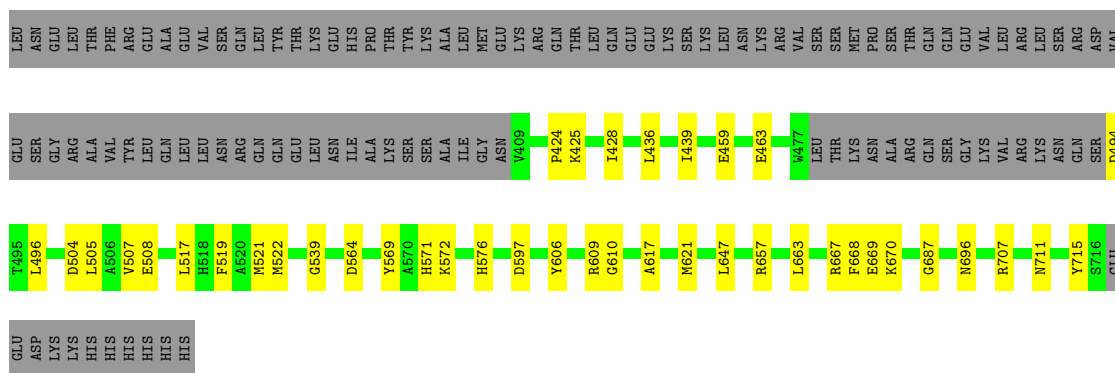 LEU ASN GLU LEU THR PHE ARG GLU ALA GLU VAL SER GLN LEU TYR THR LYS GLU HIS PRO THR TYR LYS ALA LEU MET GLU LYS ARG GLN THR LEU GLN GLU GLU LYS SER LYS LEU ASN LYS ARG VAL SER SER MET PRO SER THR GLN GLN GLU VAL LEU ARG LEU SER ARG ASP VAL
GLU SER GLY ARG ALA VAL TYR LEU GLN LEU LEU ASN ARG GLN GLN GLU LEU ASN ILE ALA LYS SER SER ALA ILE GLY ASN V409 P424 K425 I428 L436 I439 E459 E463 W477 LEU THR LYS ASN ALA ARG GLN SER GLY LYS VAL ARG LYS ASN GLN SER
T495 L496 D504 L505 A506 V507 E508 L517 H518 F519 A520 M521 M522 G539 D564 Y569 A570 H571 K572 H576 D597 Y606 R609 G610 A617 M621 L647 R657 L663 R667 F668 E669 K670 G687 N696 R707 N711 Y715 S716 GLU
GLU ASP LYS LYS HIS HIS HIS HIS HIS HIS